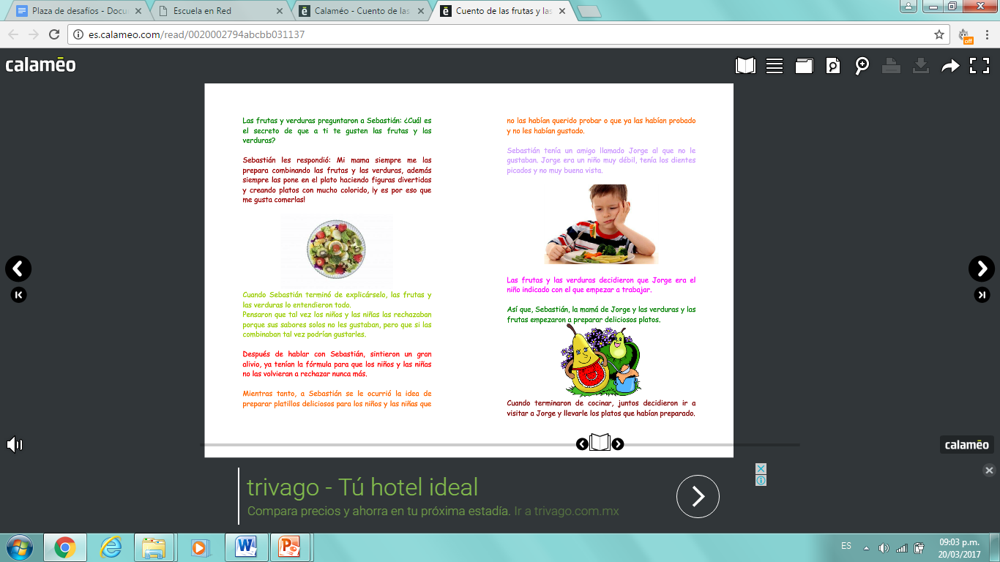 Plaza de desafíos - Docu
Escuela en Red
Calaméo - Cuento de las
Cuento de las frutas y las
es.calameo.com/read/0020002794abcbb031137
off
calamēo
Las frutas y verduras preguntaron a Sebastián: ¿Cuál es
el secreto de que a ti te gusten las frutas y las
verduras?
Sebastián les respondió: Mi mama siempre me las
prepara combinando las frutas y las verduras, además
siempre las pone en el plato haciendo figuras divertidas
y creando platos con mucho colorido, ¡y es por eso que
me gusta comerlas!
Cuando Sebastián terminó de explicárselo, las frutas y
las verduras lo entendieron todo.
Pensaron que tal vez los niños y las niñas las rechazaban
porque sus sabores solos no les gustaban, pero que si las
combinaban tal vez podrían gustarles.
Después de hablar con Sebastián, sintieron un gran
alivio, ya tenían la fórmula para que los niños y las niñas
no las volvieran a rechazar nunca más.
Mientras tanto, a Sebastián se le ocurrió la idea de
preparar platillos deliciosos para los niños y las niñas que
no las habían querido probar o que ya las habían probado
y no les habían gustado.
Sebastián tenía un amigo llamado Jorge al que no le
gustaban. Jorge era un niño muy débil, tenía los dientes
picados y no muy buena vista.
Las frutas y las verduras decidieron que Jorge era el
niño indicado con el que empezar a trabajar.
Así que, Sebastián, la mamá de Jorge y las verduras y las
frutas empezaron a preparar deliciosos platos.
Cuando terminaron de cocinar, juntos decidieron ir a
visitar a Jorge y llevarle los platos que habían preparado.
calamēo
trivago - Tú hotel ideal
Compara precios y ahorra en tu próxima estadía. Ir a trivago.com.mx
ES
09:03 p.m.
20/03/2017